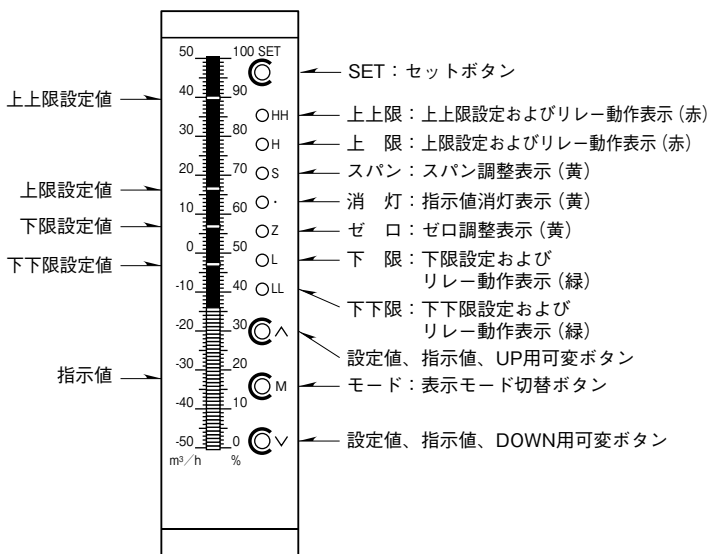 50 100 SET
40 90
30 80
20 70
10 60
0 50
-10 40
-20 30
-30 20
-40 10
-50 0
m³/h %
HH
H
S
・
Z
L
LL
∧
M
∨
上上限設定値
上限設定値
下限設定値
下下限設定値
指示値
SET：セットボタン
上上限：上上限設定およびリレー動作表示（赤）
上　限：上限設定およびリレー動作表示（赤）
スパン：スパン調整表示（黄）
消　灯：指示値消灯表示（黄）
ゼ　ロ：ゼロ調整表示（黄）
下　限：下限設定および
リレー動作表示（緑）
下下限：下下限設定および
リレー動作表示（緑）
設定値、指示値、UP用可変ボタン
モード：表示モード切替ボタン
設定値、指示値、DOWN用可変ボタン